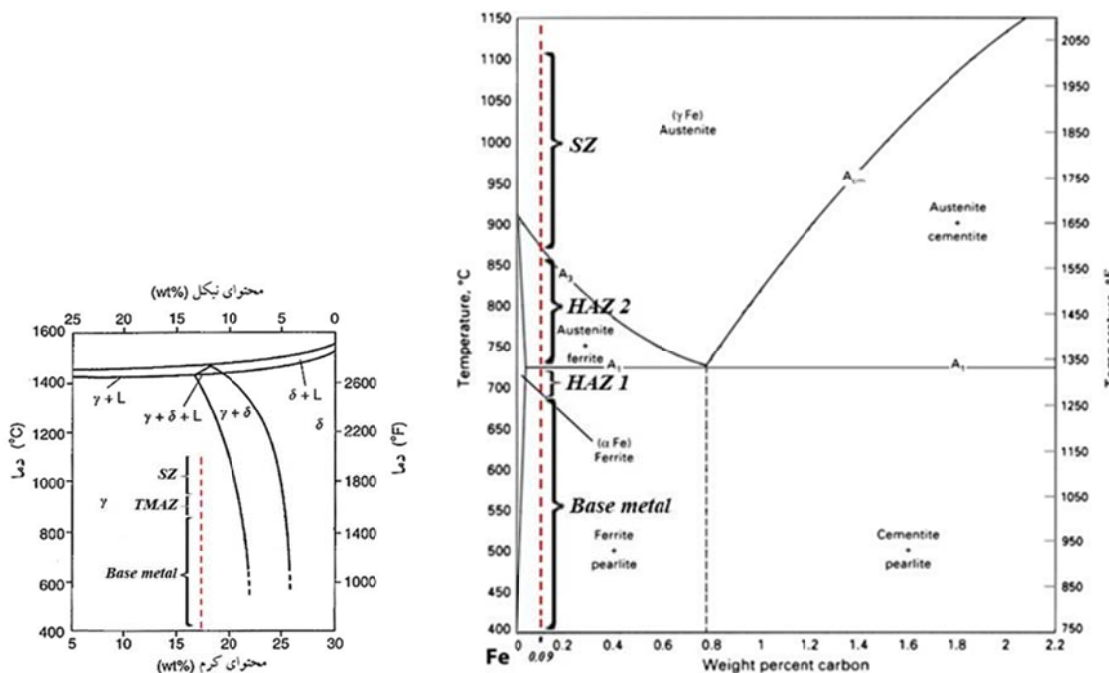 محتوای نیکل (wt%)
25 20 15 10 5 0
1600
1400
1200
1000
800
600
400
دما (°C)
2600
2200
1800
1400
1000
دما (°F)
γ + L
γ + δ + L
γ + δ
δ + L
δ
γ
SZ
TMAZ
Base metal
5 10 15 20 25 30
محتوای کرم (wt%)
1150
1100
1050
1000
950
900
850
800
750
700
650
600
550
500
450
400
Temperature, °C
2050
1950
1850
1750
1650
1550
1450
1350
1250
1150
1050
950
850
750
(γ Fe)
Austenite
SZ
Acm
Austenite
+
cementite
A3
HAZ 2
Austenite
+
ferrite
A1
A1
HAZ 1
(α Fe)
Ferrite
Base metal
Ferrite
+
pearlite
Cementite
+
pearlite
0 0.2 0.4 0.6 0.8 1 1.2 1.4 1.6 1.8 2.0 2.2
Fe 0.09 Weight percent carbon